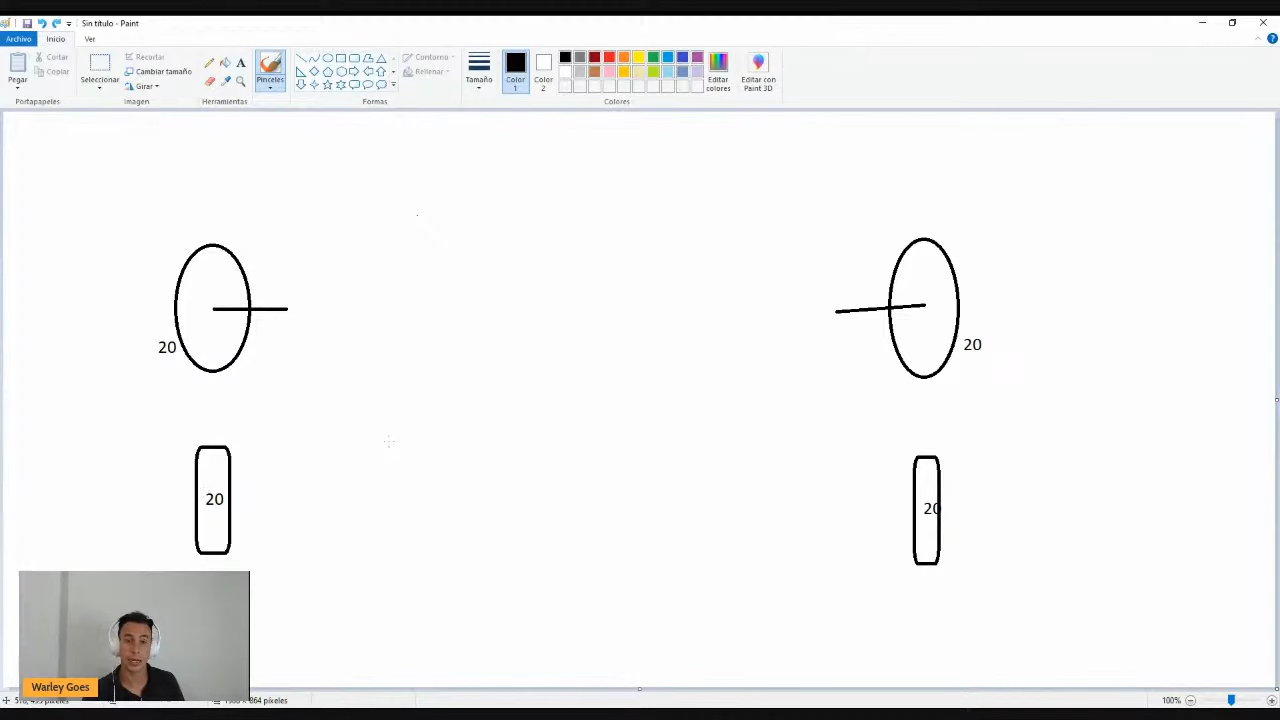 Sin título - Paint
Archivo Inicio Ver
Pegar
Cortar
Copiar
Portapapeles
Seleccionar
Recortar
Cambiar tamaño
Girar
Imagen
Herramientas
Pinceles
Formas
Contorno
Rellenar
Tamaño
Color 1
Color 2
Editar colores
Editar con Paint 3D
Colores
20
20
20
20
Warley Goes
864 píxeles
100%